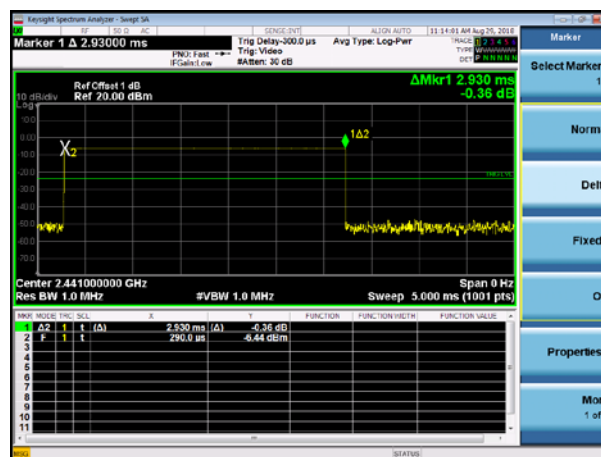 Keysight Spectrum Analyzer - Swept SA
RF 50 Ω AC SENSE:INT ALIGN AUTO 11:14:01 AM Aug 29, 2016
Marker 1 Δ 2.93000 ms
PNO: Fast
IFGain:Low
Trig Delay-300.0 µs
Trig: Video
#Atten: 30 dB
Avg Type: Log-Pwr
TRACE 1 2 3 4 5 6
TYPE WWWWWW
DET P N N N N N
Marker
Select Marker
1
Norm
Delt
Fixed
O
Properties
Mor
1 of
Ref Offset 1 dB
10 dB/div Ref 20.00 dBm
Log
ΔMkr1 2.930 ms
-0.36 dB
10.0
0.00
-10.0
-20.0
-30.0
-40.0
-50.0
-60.0
-70.0
X2
1Δ2
Center 2.441000000 GHz
Span 0 Hz
Res BW 1.0 MHz #VBW 1.0 MHz Sweep 5.000 ms (1001 pts)
MKR MODE TRC SCL X Y FUNCTION FUNCTION WIDTH FUNCTION VALUE
1 Δ2 1 t (Δ) 2.930 ms (Δ) -0.36 dB
2 F 1 t 290.0 µs -6.44 dBm
3
4
5
6
7
8
9
10
11
MSG STATUS